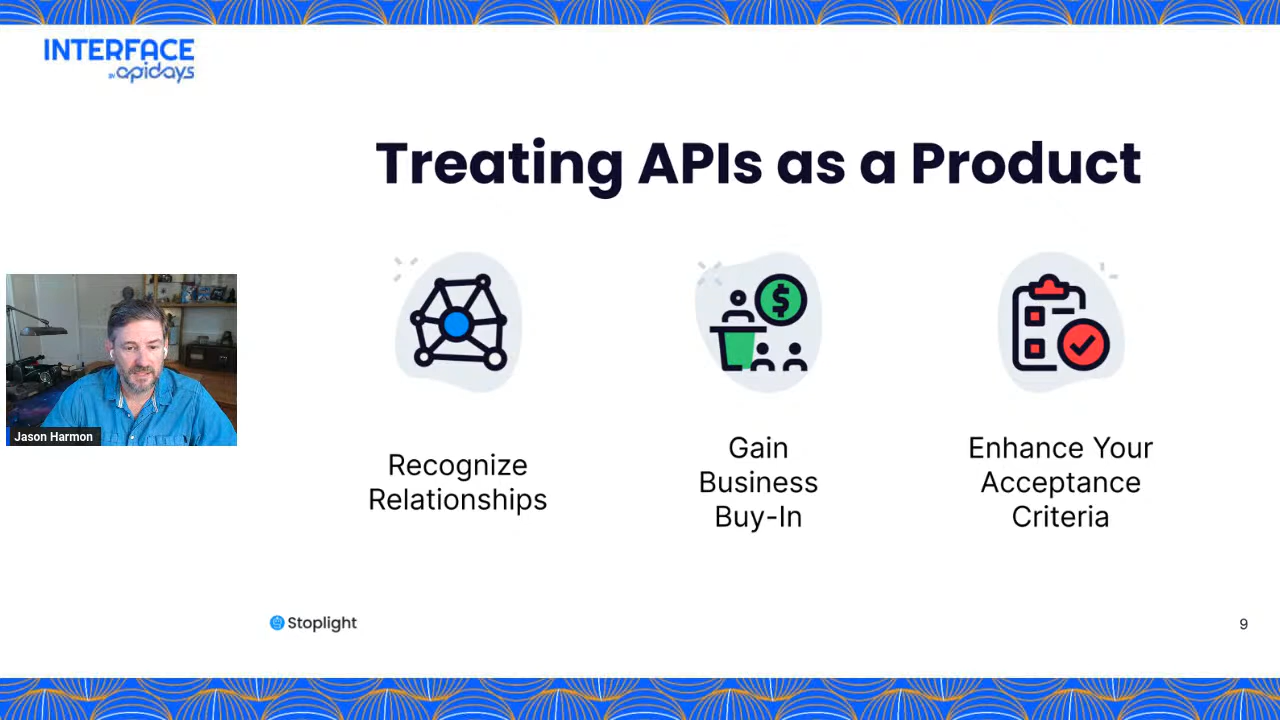 INTERFACE
BY apidays
Treating APIs as a Product
Jason Harmon
Recognize
Relationships
Gain
Business
Buy-In
Enhance Your
Acceptance
Criteria
Stoplight
9